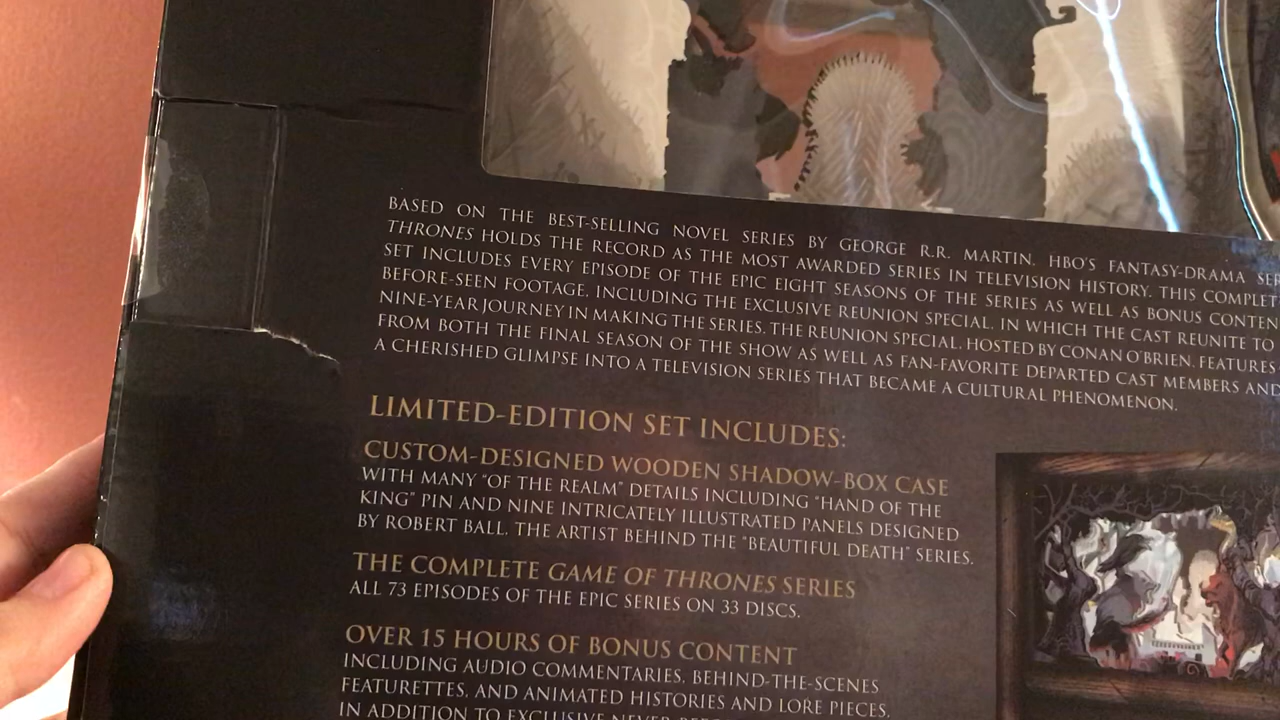 BASED ON THE BEST-SELLING NOVEL SERIES BY GEORGE R.R. MARTIN, HBO'S FANTASY-DRAMA
THRONES HOLDS THE RECORD AS THE MOST AWARDED SERIES IN TELEVISION HISTORY. THIS
SET INCLUDES EVERY EPISODE OF THE EPIC EIGHT SEASONS OF THE SERIES AS WELL AS BONUS
BEFORE-SEEN FOOTAGE, INCLUDING THE EXCLUSIVE REUNION SPECIAL, IN WHICH THE CAST REUNITE TO
NINE-YEAR JOURNEY IN MAKING THE SERIES. THE REUNION SPECIAL, HOSTED BY CONAN O'BRIEN, FEATURES
FROM BOTH THE FINAL SEASON OF THE SHOW AS WELL AS FAN-FAVORITE DEPARTED CAST MEMBERS AND
A CHERISHED GLIMPSE INTO A TELEVISION SERIES THAT BECAME A CULTURAL PHENOMENON.
LIMITED-EDITION SET INCLUDES:
CUSTOM-DESIGNED WOODEN SHADOW-BOX CASE
WITH MANY "OF THE REALM" DETAILS INCLUDING "HAND OF THE
KING" PIN AND NINE INTRICATELY ILLUSTRATED PANELS DESIGNED
BY ROBERT BALL, THE ARTIST BEHIND THE "BEAUTIFUL DEATH" SERIES.
THE COMPLETE GAME OF THRONES SERIES
ALL 73 EPISODES OF THE EPIC SERIES ON 33 DISCS.
OVER 15 HOURS OF BONUS CONTENT
INCLUDING AUDIO COMMENTARIES, BEHIND-THE-SCENES
FEATURETTES, AND ANIMATED HISTORIES AND LORE PIECES,
IN ADDITION TO EXCLUSIVE